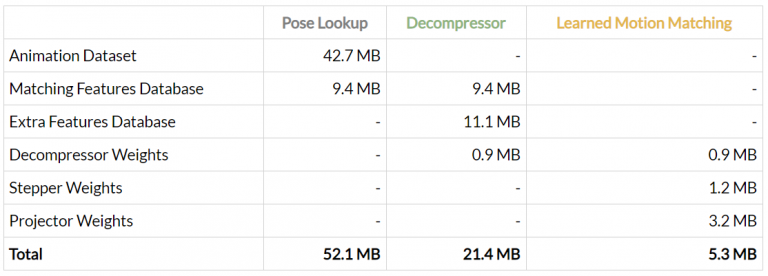 Pose Lookup Decompressor Learned Motion Matching
Animation Dataset 42.7 MB - -
Matching Features Database 9.4 MB 9.4 MB -
Extra Features Database - 11.1 MB -
Decompressor Weights - 0.9 MB 0.9 MB
Stepper Weights - - 1.2 MB
Projector Weights - - 3.2 MB
Total 52.1 MB 21.4 MB 5.3 MB